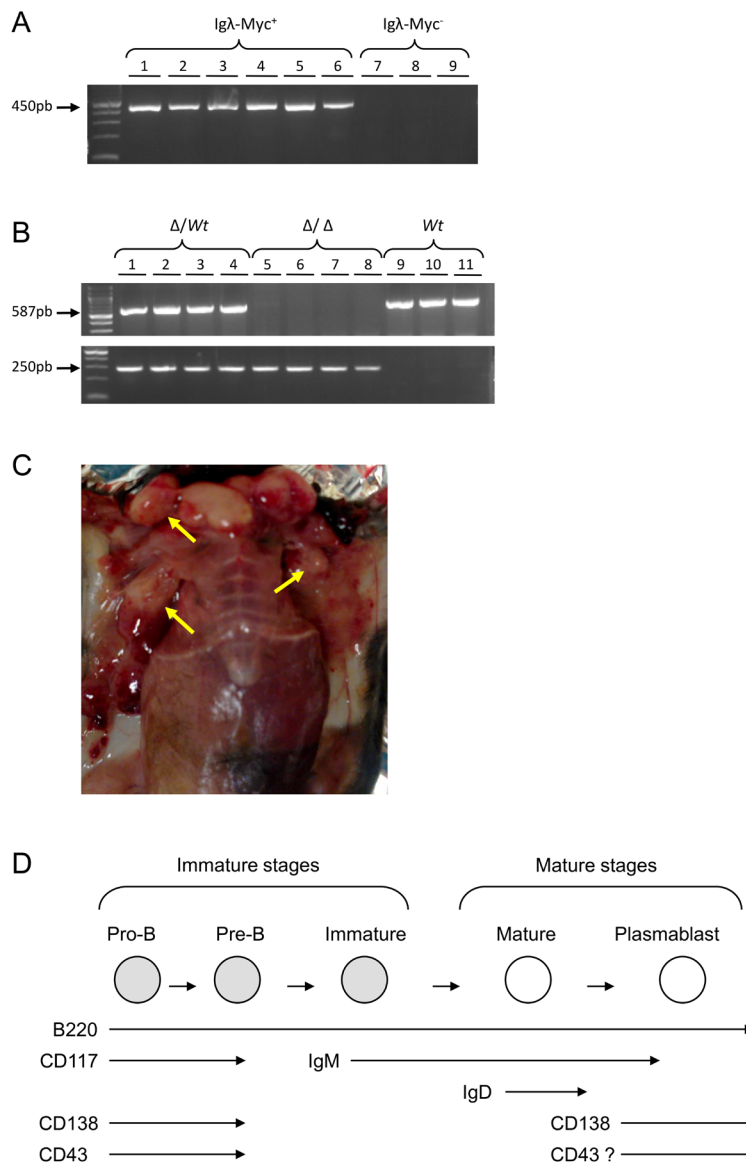 A
Igλ-Myc⁺ Igλ-Myc⁻
1 2 3 4 5 6 7 8 9
450pb
B
Δ/Wt Δ/ Δ Wt
1 2 3 4 5 6 7 8 9 10 11
587pb
250pb
C
D
Immature stages Mature stages
Pro-B Pre-B Immature Mature Plasmablast
B220
CD117 IgM
IgD
CD138 CD138
CD43 CD43 ?